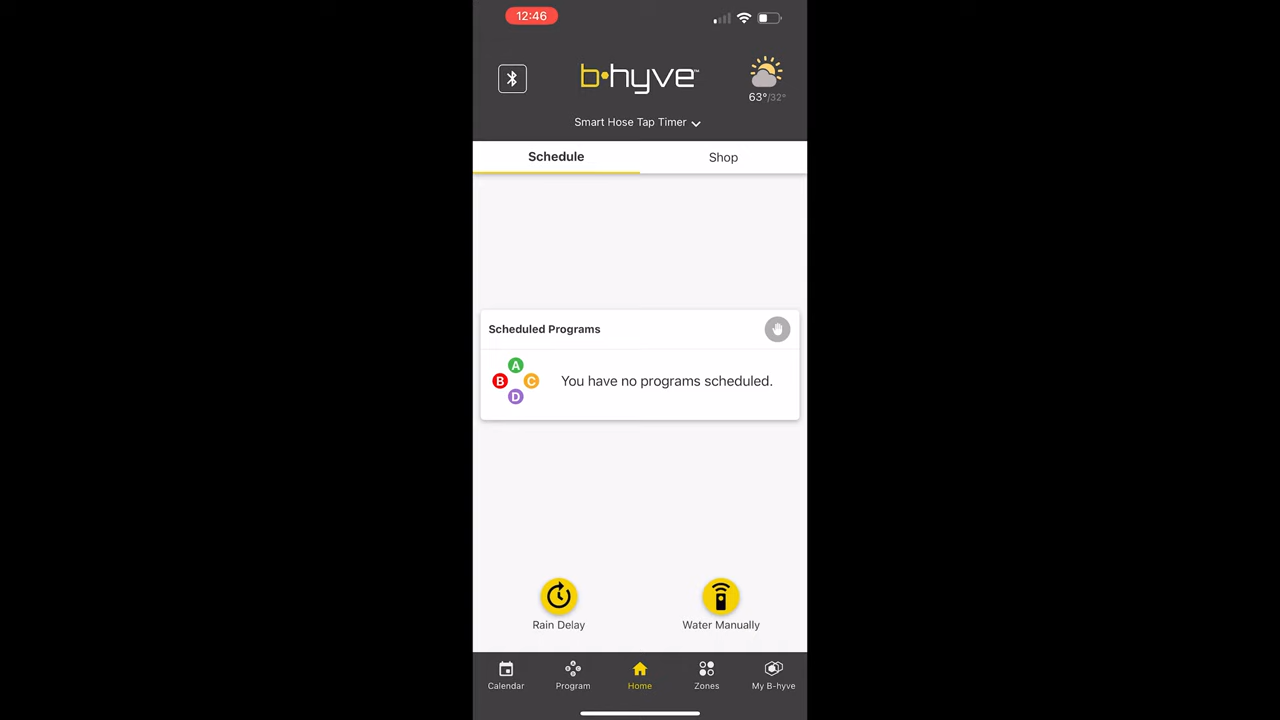 12:46
b•hyve™
63°/32°
Smart Hose Tap Timer
Schedule
Shop
Scheduled Programs
A
B C
D
You have no programs scheduled.
Rain Delay
Water Manually
B C
Calendar
Program
Home
Zones
My B-hyve